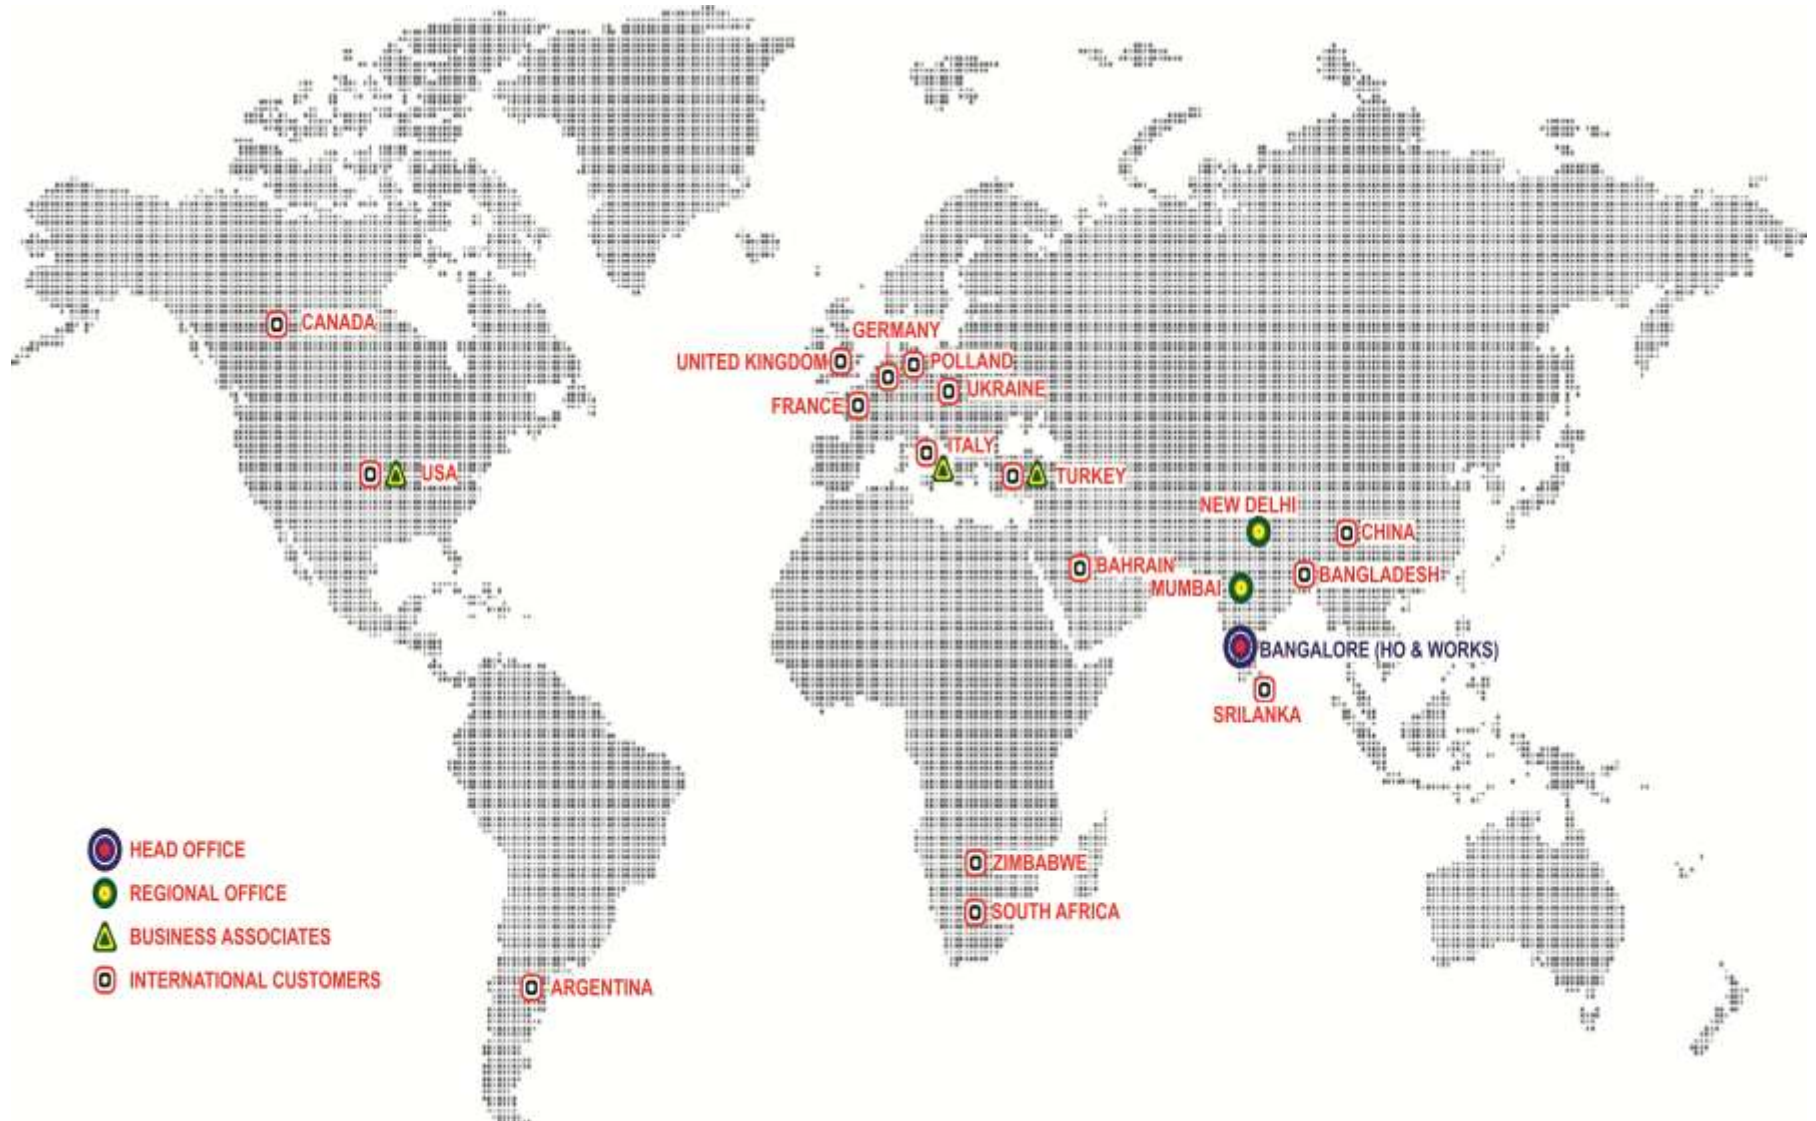 CANADA
GERMANY
UNITED KINGDOM
POLLAND
UKRAINE
FRANCE
ITALY
USA
TURKEY
NEW DELHI
CHINA
BAHRAIN
BANGLADESH
MUMBAI
BANGALORE (HO & WORKS)
SRILANKA
HEAD OFFICE
ZIMBABWE
REGIONAL OFFICE
SOUTH AFRICA
BUSINESS ASSOCIATES
INTERNATIONAL CUSTOMERS
ARGENTINA